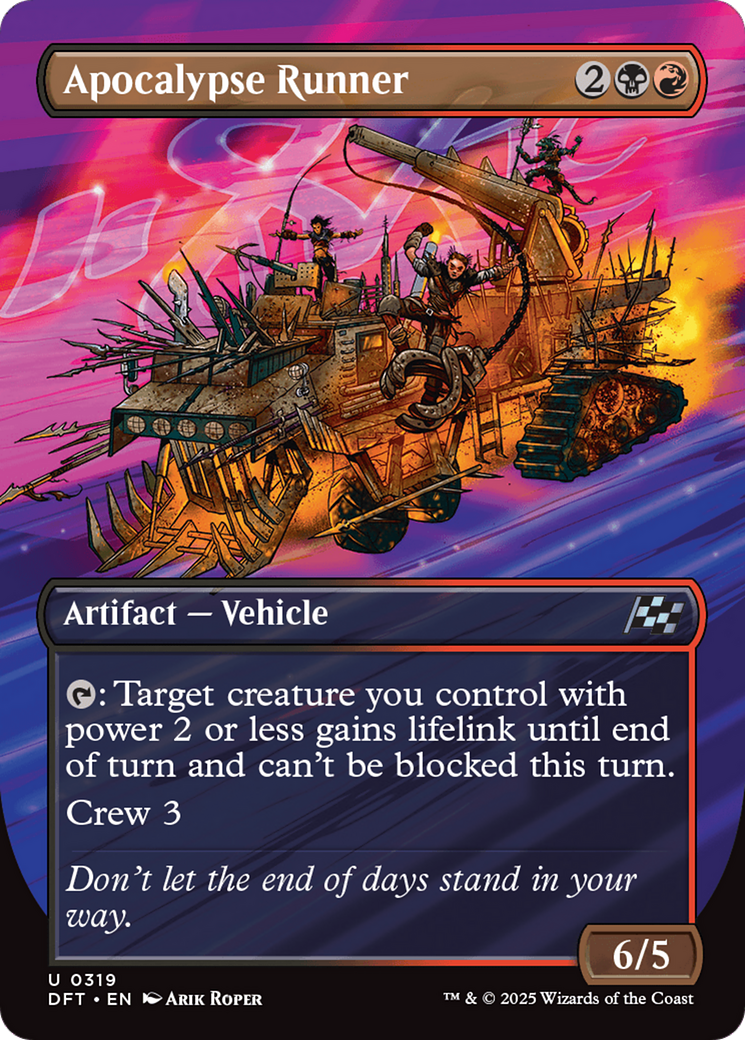 Apocalypse Runner 2
Artifact — Vehicle
: Target creature you control with
power 2 or less gains lifelink until end
of turn and can't be blocked this turn.
Crew 3
Don't let the end of days stand in your
way.
6/5
U 0319
DFT • EN Arik Roper
™ & © 2025 Wizards of the Coast